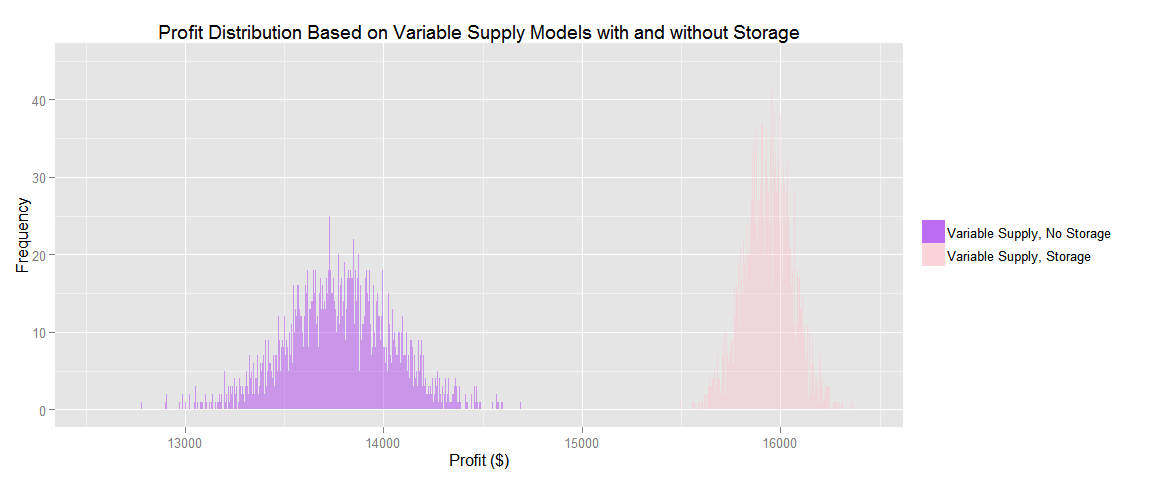 Profit Distribution Based on Variable Supply Models with and without Storage
40
30
20
10
0
Frequency
13000 14000 15000 16000
Profit ($)
Variable Supply, No Storage
Variable Supply, Storage